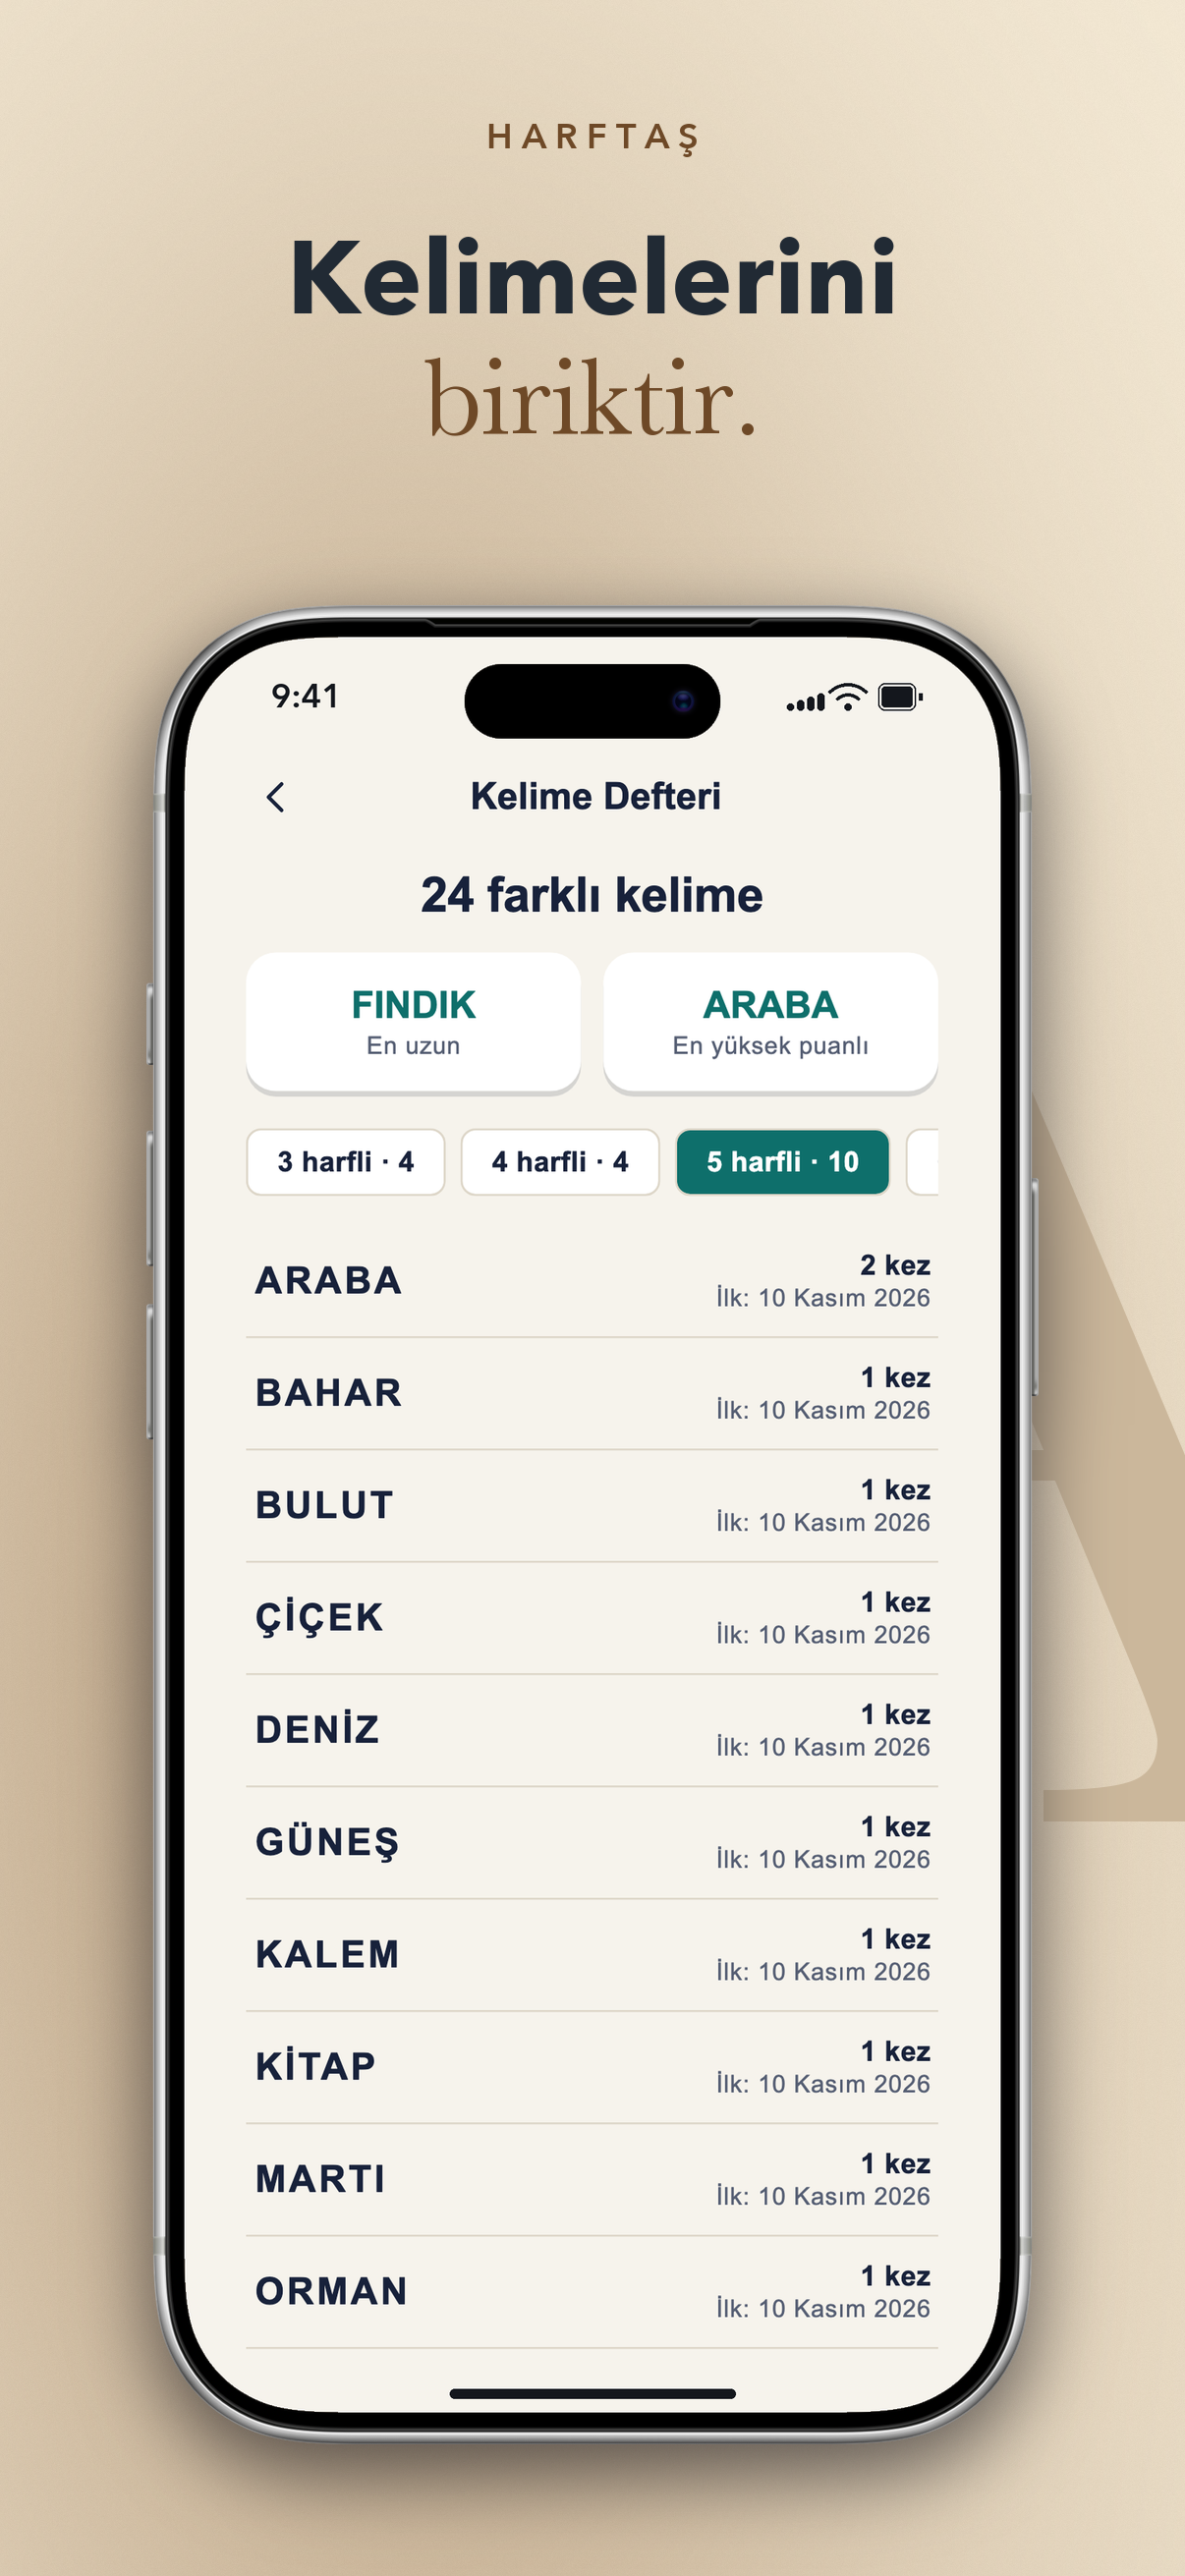 HARFTAŞ
Kelimelerini
biriktir.
9:41
Kelime Defteri
24 farklı kelime
FINDIK
En uzun
ARABA
En yüksek puanlı
3 harfli · 4
4 harfli · 4
5 harfli · 10
ARABA
2 kez
İlk: 10 Kasım 2026
BAHAR
1 kez
İlk: 10 Kasım 2026
BULUT
1 kez
İlk: 10 Kasım 2026
ÇİÇEK
1 kez
İlk: 10 Kasım 2026
DENİZ
1 kez
İlk: 10 Kasım 2026
GÜNEŞ
1 kez
İlk: 10 Kasım 2026
KALEM
1 kez
İlk: 10 Kasım 2026
KİTAP
1 kez
İlk: 10 Kasım 2026
MARTI
1 kez
İlk: 10 Kasım 2026
ORMAN
1 kez
İlk: 10 Kasım 2026